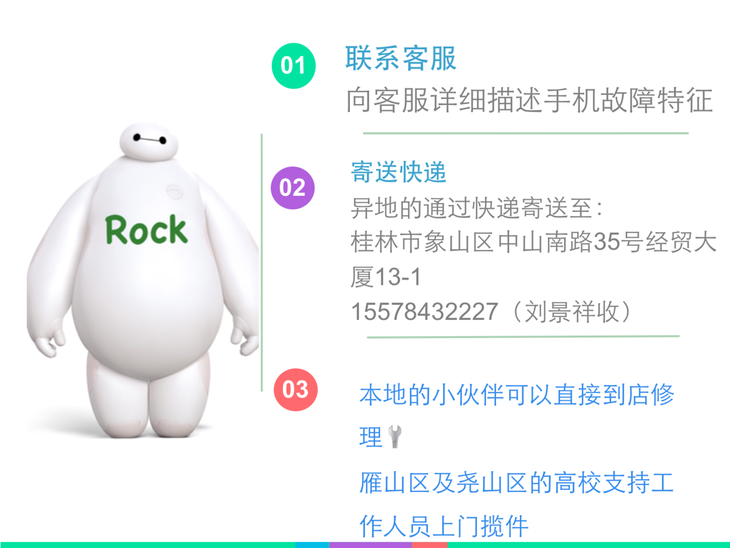 01
联系客服
向客服详细描述手机故障特征
Rock
02
寄送快递
异地的通过快递寄送至：
桂林市象山区中山南路35号经贸大
厦13-1
15578432227（刘景祥收）
03
本地的小伙伴可以直接到店修
理🔧
雁山区及尧山区的高校支持工
作人员上门揽件